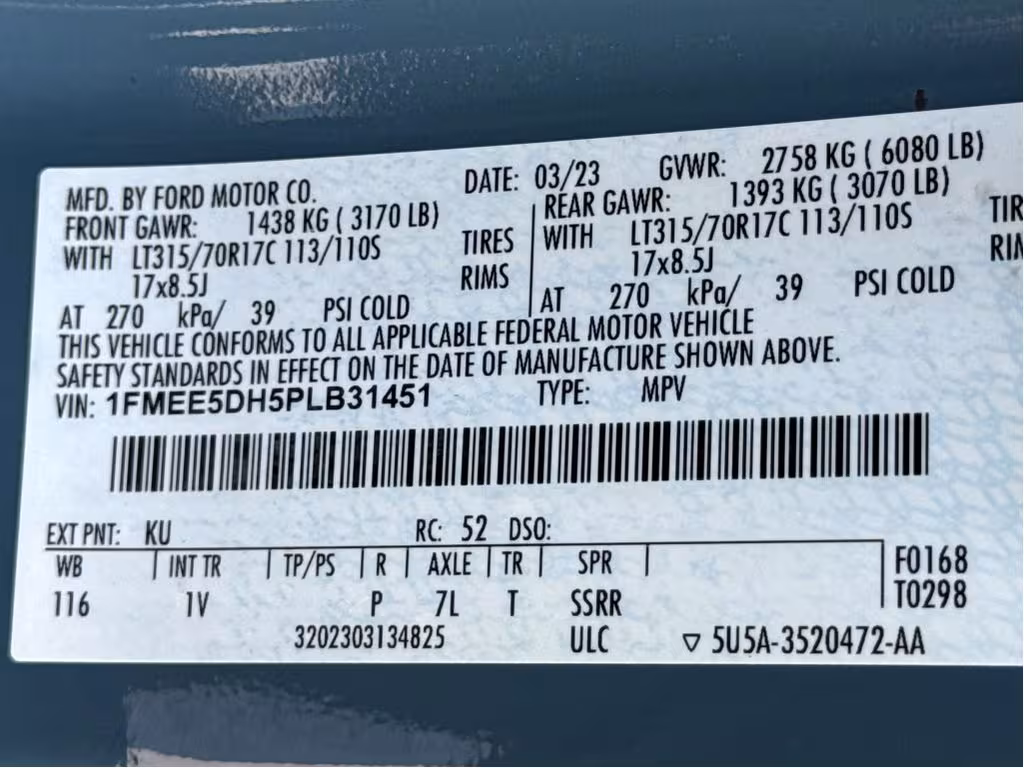 MFD. BY FORD MOTOR CO. DATE: 03/23 GVWR: 2758 KG ( 6080 LB)
FRONT GAWR: 1438 KG ( 3170 LB) REAR GAWR: 1393 KG ( 3070 LB)
WITH LT315/70R17C 113/110S TIRES WITH LT315/70R17C 113/110S TIR
17x8.5J RIMS 17x8.5J RIM
AT 270 kPa/ 39 PSI COLD AT 270 kPa/ 39 PSI COLD
THIS VEHICLE CONFORMS TO ALL APPLICABLE FEDERAL MOTOR VEHICLE
SAFETY STANDARDS IN EFFECT ON THE DATE OF MANUFACTURE SHOWN ABOVE.
VIN: 1FMEE5DH5PLB31451 TYPE: MPV
EXT PNT: KU RC: 52 DSO:
WB INT TR TP/PS R AXLE TR SPR F0168
116 1V P 7L T SSRR T0298
3202303134825 ULC ▽ 5U5A-3520472-AA